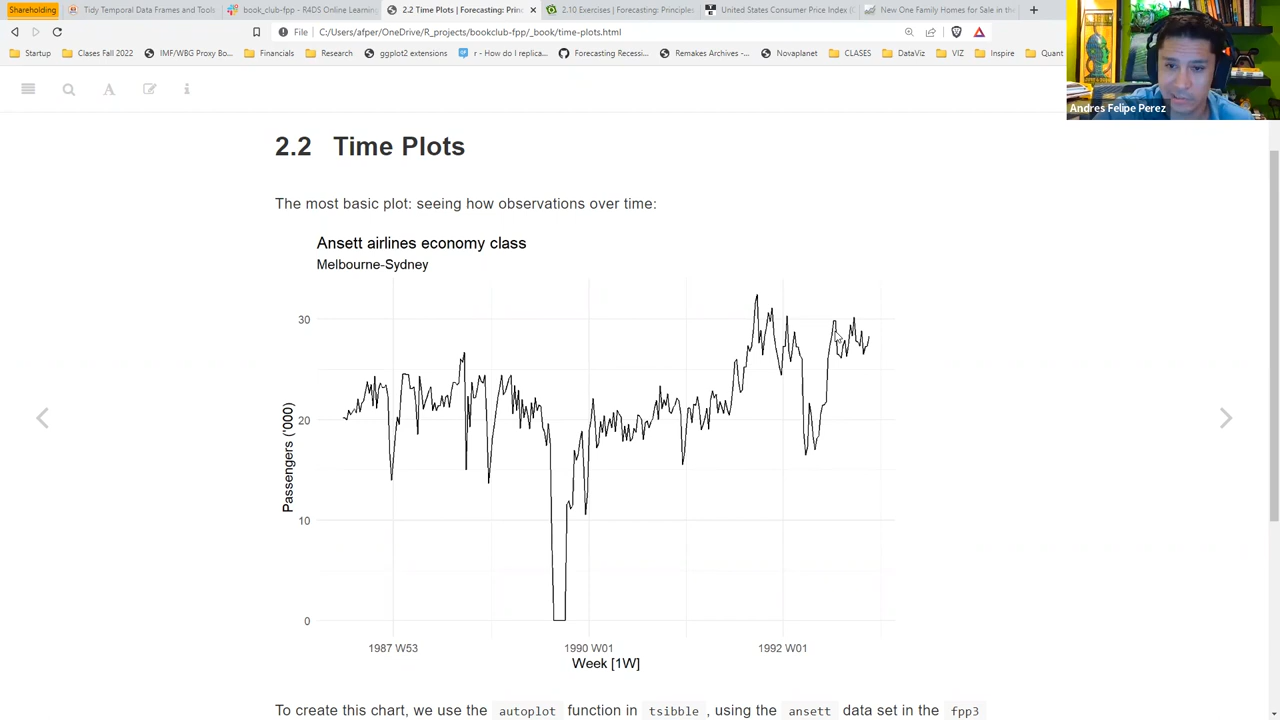 Shareholding
Tidy Temporal Data Frames and Tools
book_club-fpp - R4DS Online Learning
2.2 Time Plots | Forecasting: Princ
2.10 Exercises | Forecasting: Principles
United States Consumer Price Index (
New One Family Homes for Sale in the
File
C:/Users/afper/OneDrive/R_projects/bookclub-fpp/_book/time-plots.html
Startup
Clases Fall 2022
IMF/WBG Proxy Bo...
Finance
Research
ggplot2 extensions
r - How do I replica...
Forecasting Recessi...
Remakes Archives -...
Novaplanet
CLASES
DataViz
VIZ
Inspire
Quant
Andres Felipe Perez
2.2 Time Plots
The most basic plot: seeing how observations over time:
Ansett airlines economy class
Melbourne-Sydney
30
20
10
0
Passengers ('000)
1987 W53
1990 W01
1992 W01
Week [1W]
To create this chart, we use the autoplot function in tsibble , using the ansett data set in the fpp3